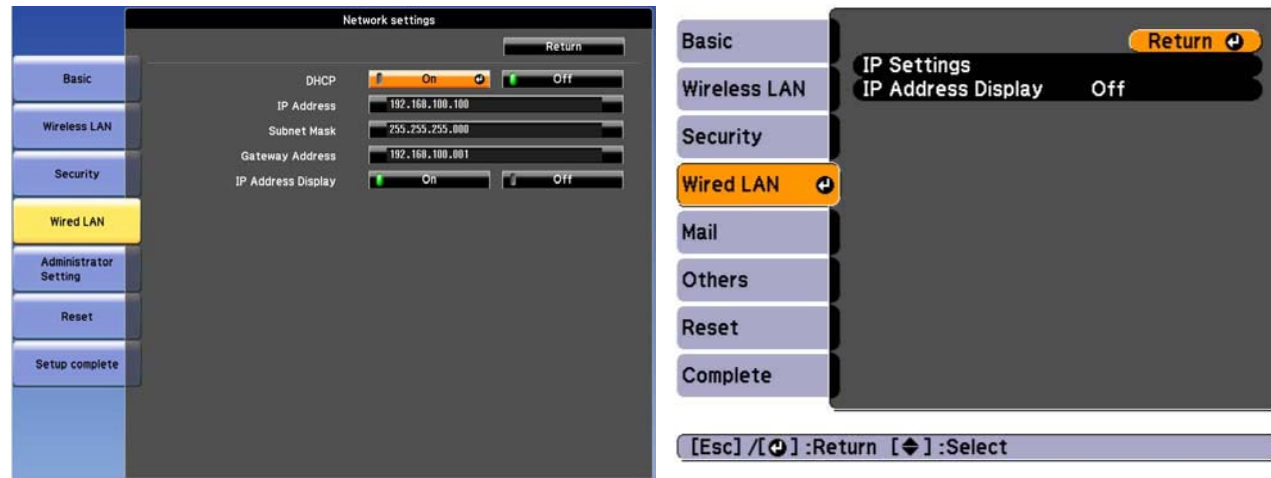 Network settings
Return
Basic
Wireless LAN
Security
Wired LAN
Administrator
Setting
Reset
Setup complete
DHCP On Off
IP Address 192.168.100.100
Subnet Mask 255.255.255.000
Gateway Address 192.168.100.001
IP Address Display On Off
Basic
Wireless LAN
Security
Wired LAN
Mail
Others
Reset
Complete
Return
IP Settings
IP Address Display Off
[Esc] /[⏎] :Return [◆] :Select